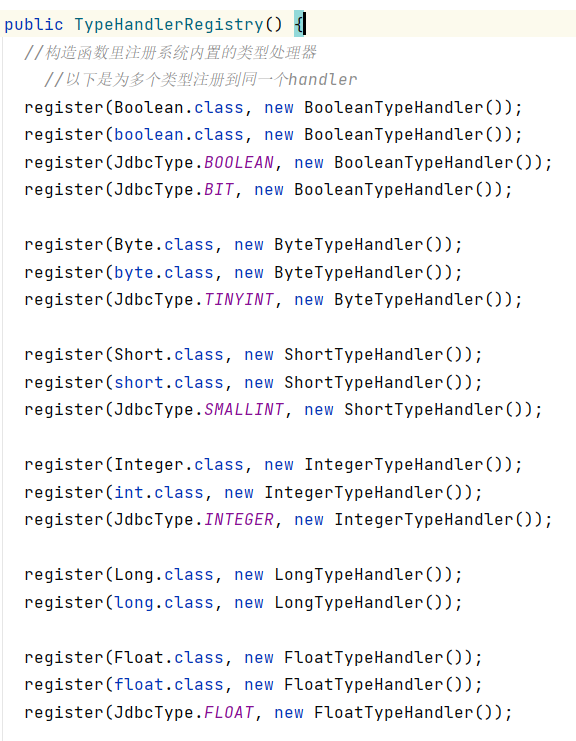 public TypeHandlerRegistry() {
//构造函数里注册系统内置的类型处理器
//以下是为多个类型注册到同一个handler
register(Boolean.class, new BooleanTypeHandler());
register(boolean.class, new BooleanTypeHandler());
register(JdbcType.BOOLEAN, new BooleanTypeHandler());
register(JdbcType.BIT, new BooleanTypeHandler());
register(Byte.class, new ByteTypeHandler());
register(byte.class, new ByteTypeHandler());
register(JdbcType.TINYINT, new ByteTypeHandler());
register(Short.class, new ShortTypeHandler());
register(short.class, new ShortTypeHandler());
register(JdbcType.SMALLINT, new ShortTypeHandler());
register(Integer.class, new IntegerTypeHandler());
register(int.class, new IntegerTypeHandler());
register(JdbcType.INTEGER, new IntegerTypeHandler());
register(Long.class, new LongTypeHandler());
register(long.class, new LongTypeHandler());
register(Float.class, new FloatTypeHandler());
register(float.class, new FloatTypeHandler());
register(JdbcType.FLOAT, new FloatTypeHandler());